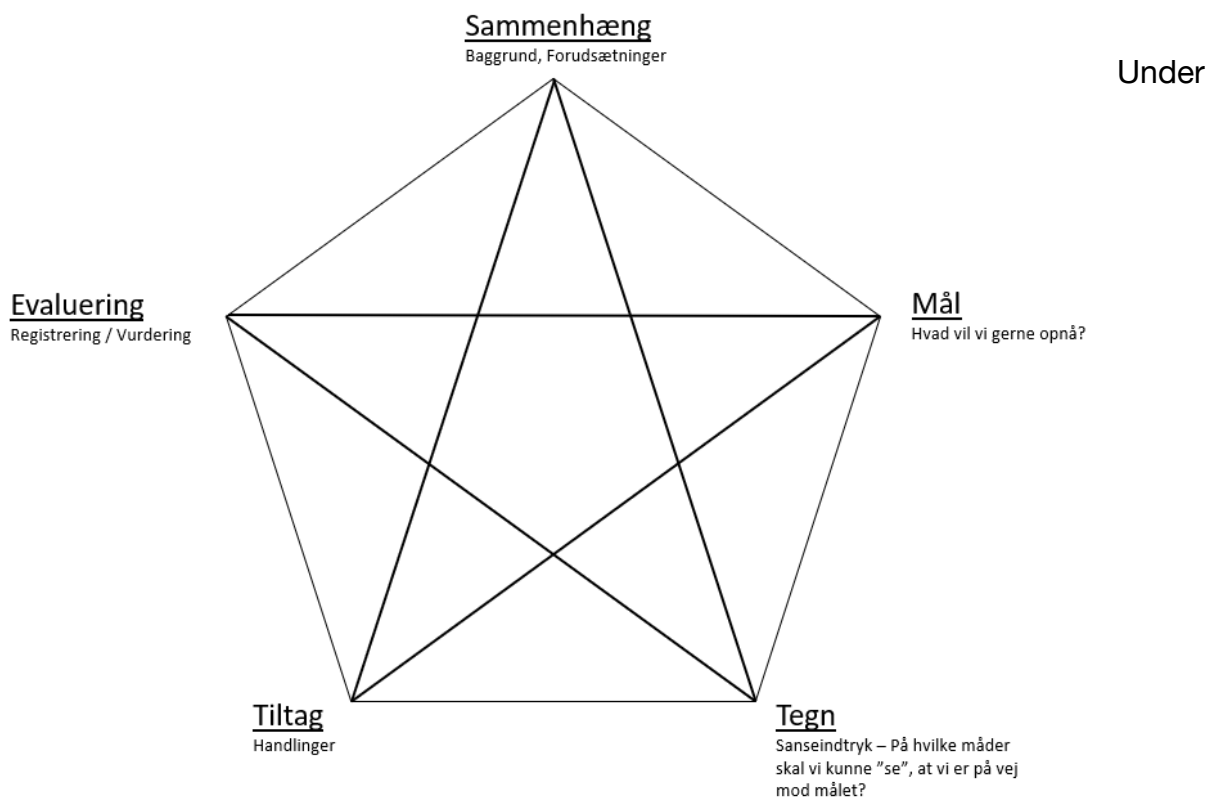 Sammenhæng
Baggrund, Forudsætninger
Under
Evaluering
Registrering / Vurdering
Mål
Hvad vil vi gerne opnå?
Tiltag
Handlinger
Tegn
Sanseindtryk – På hvilke måder
skal vi kunne ”se”, at vi er på vej
mod målet?